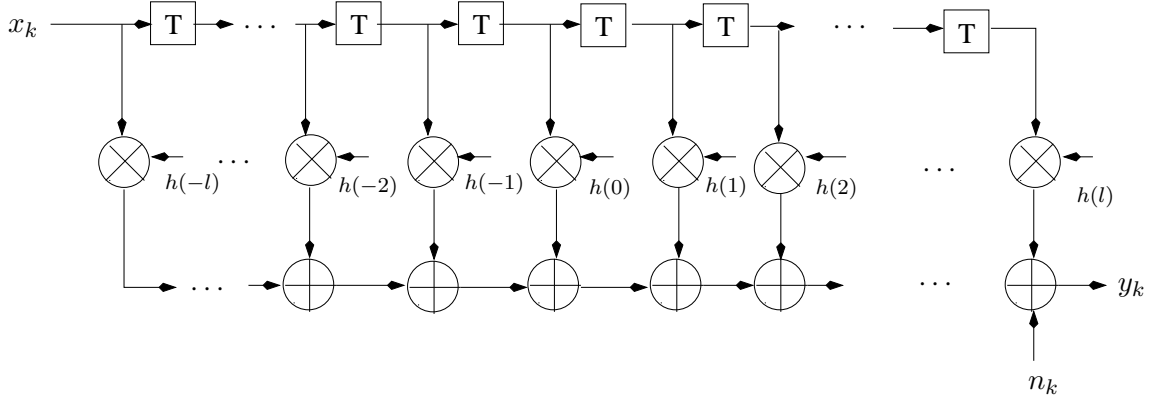 x_k T ... T T T T ... T
h(-l) ... h(-2) h(-1) h(0) h(1) h(2) ... h(l)
... ... y_k
n_k